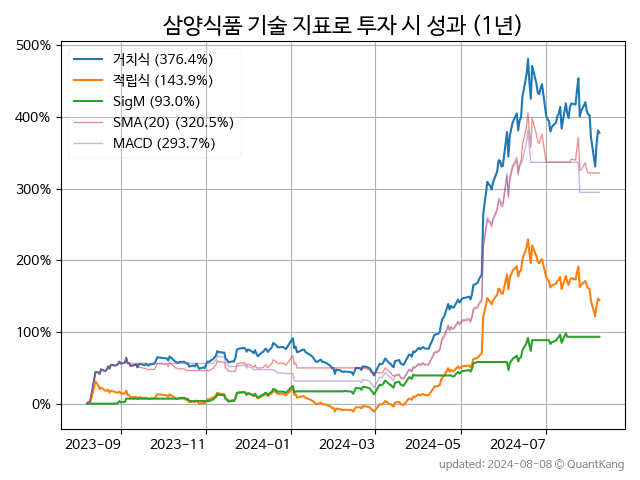 삼양식품 기술 지표로 투자 시 성과 (1년)
500%
400%
300%
200%
100%
0%
거치식 (376.4%)
적립식 (143.9%)
SigM (93.0%)
SMA(20) (320.5%)
MACD (293.7%)
2023-09 2023-11 2024-01 2024-03 2024-05 2024-07
updated: 2024-08-08 © QuantKang